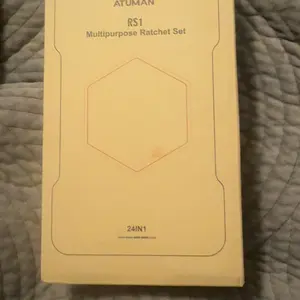 ATUMAN
RS1
Multipurpose Ratchet Set
24IN1